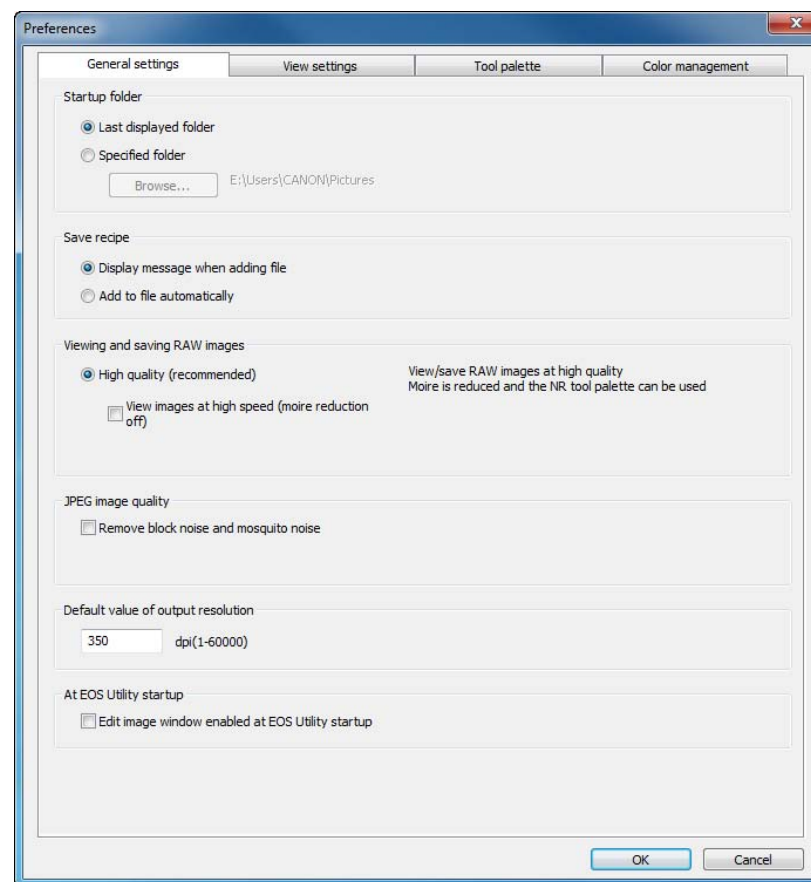 Preferences
General settings
View settings
Tool palette
Color management
Startup folder
Last displayed folder
Specified folder
Browse...
E:\Users\CANON\Pictures
Save recipe
Display message when adding file
Add to file automatically
Viewing and saving RAW images
High quality (recommended)
View/save RAW images at high quality
Moire is reduced and the NR tool palette can be used
View images at high speed (moire reduction
off)
JPEG image quality
Remove block noise and mosquito noise
Default value of output resolution
350 dpi(1-60000)
At EOS Utility startup
Edit image window enabled at EOS Utility startup
OK
Cancel